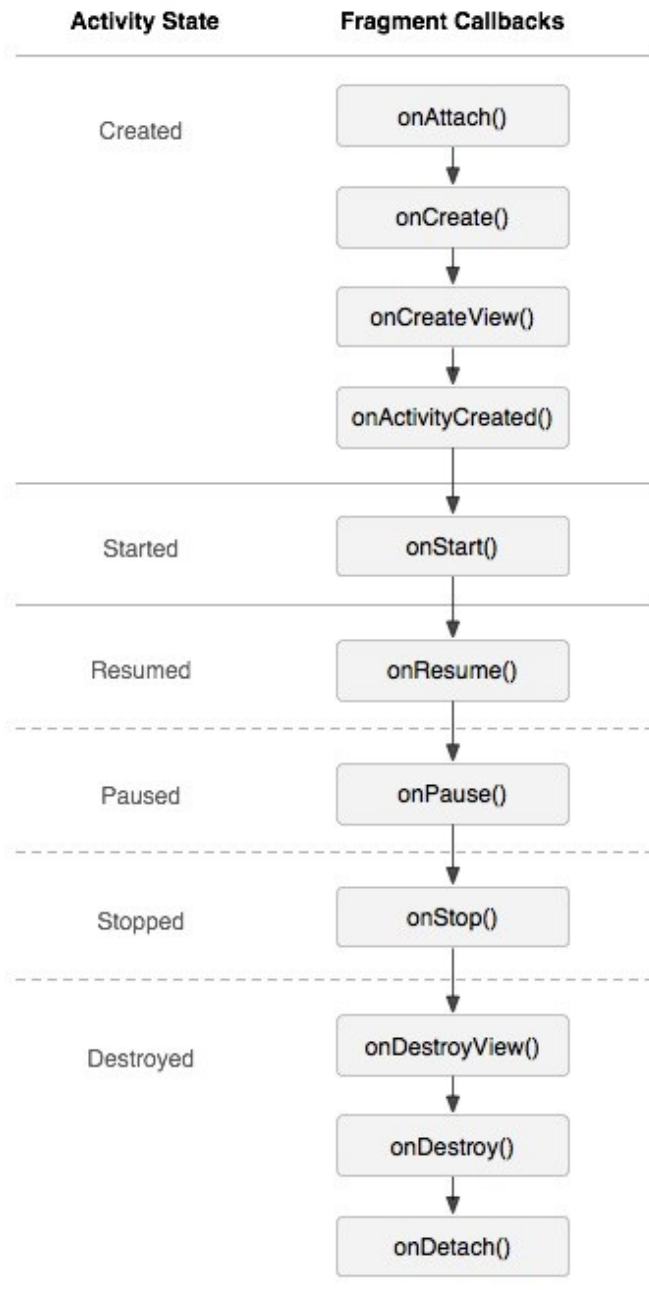 Activity State Fragment Callbacks
Created
onAttach()
onCreate()
onCreateView()
onActivityCreated()
Started
onStart()
Resumed
onResume()
Paused
onPause()
Stopped
onStop()
Destroyed
onDestroyView()
onDestroy()
onDetach()